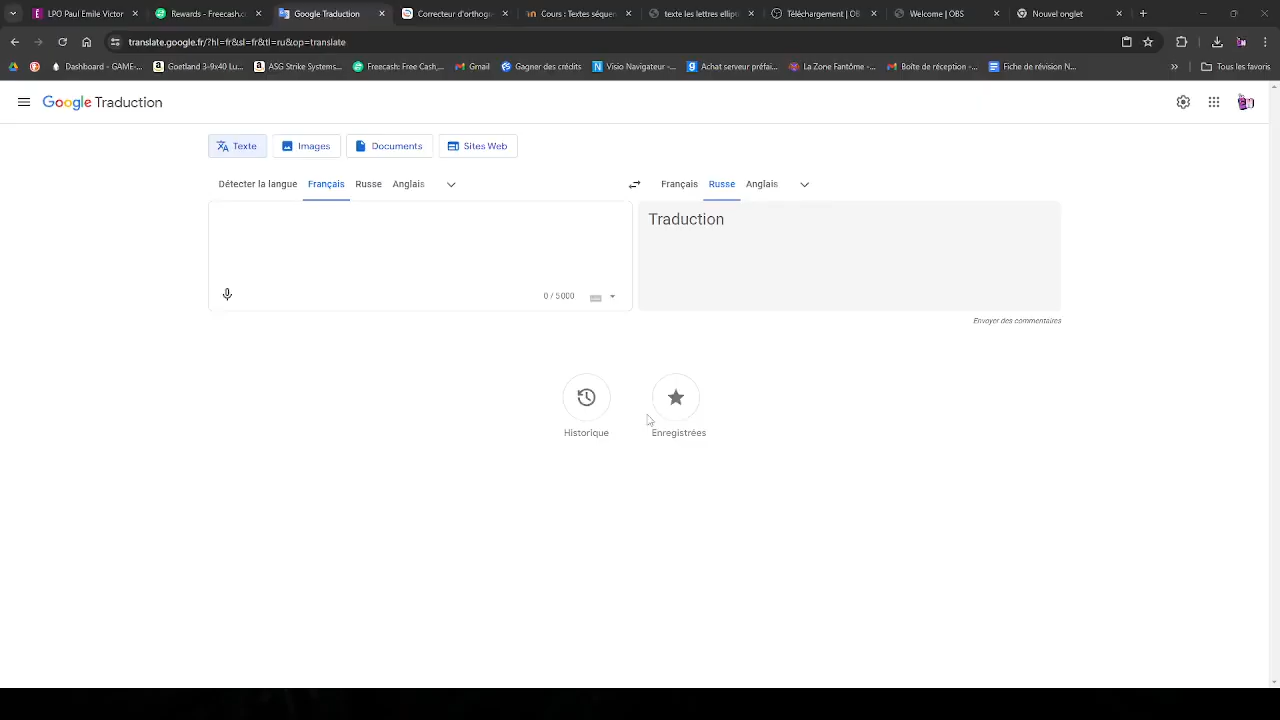 LPO Paul Emile Victor
Rewards - Freecash.co
Google Traduction
Correcteur d'orthog
Cours : Textes séquen
texte les lettres ellip
Téléchargement | O
Welcome | OBS
Nouvel onglet
translate.google.fr/?hl=fr&sl=fr&tl=ru&op=translate
Dashboard - GAME-...
Goetland 3-9x40 Lu...
ASG Strike Systems...
Freecash: Free Cash,...
Gmail
Gagner des crédits
Visio Navigateur -...
Achat serveur préfai...
La Zone Fantôme -...
Boîte de réception -...
Fiche de révision N...
Tous les favoris
Google Traduction
Texte
Images
Documents
Sites Web
Détecter la langue Français Russe Anglais
Français Russe Anglais
Traduction
0 / 5000
Envoyer des commentaires
Historique
Enregistrées